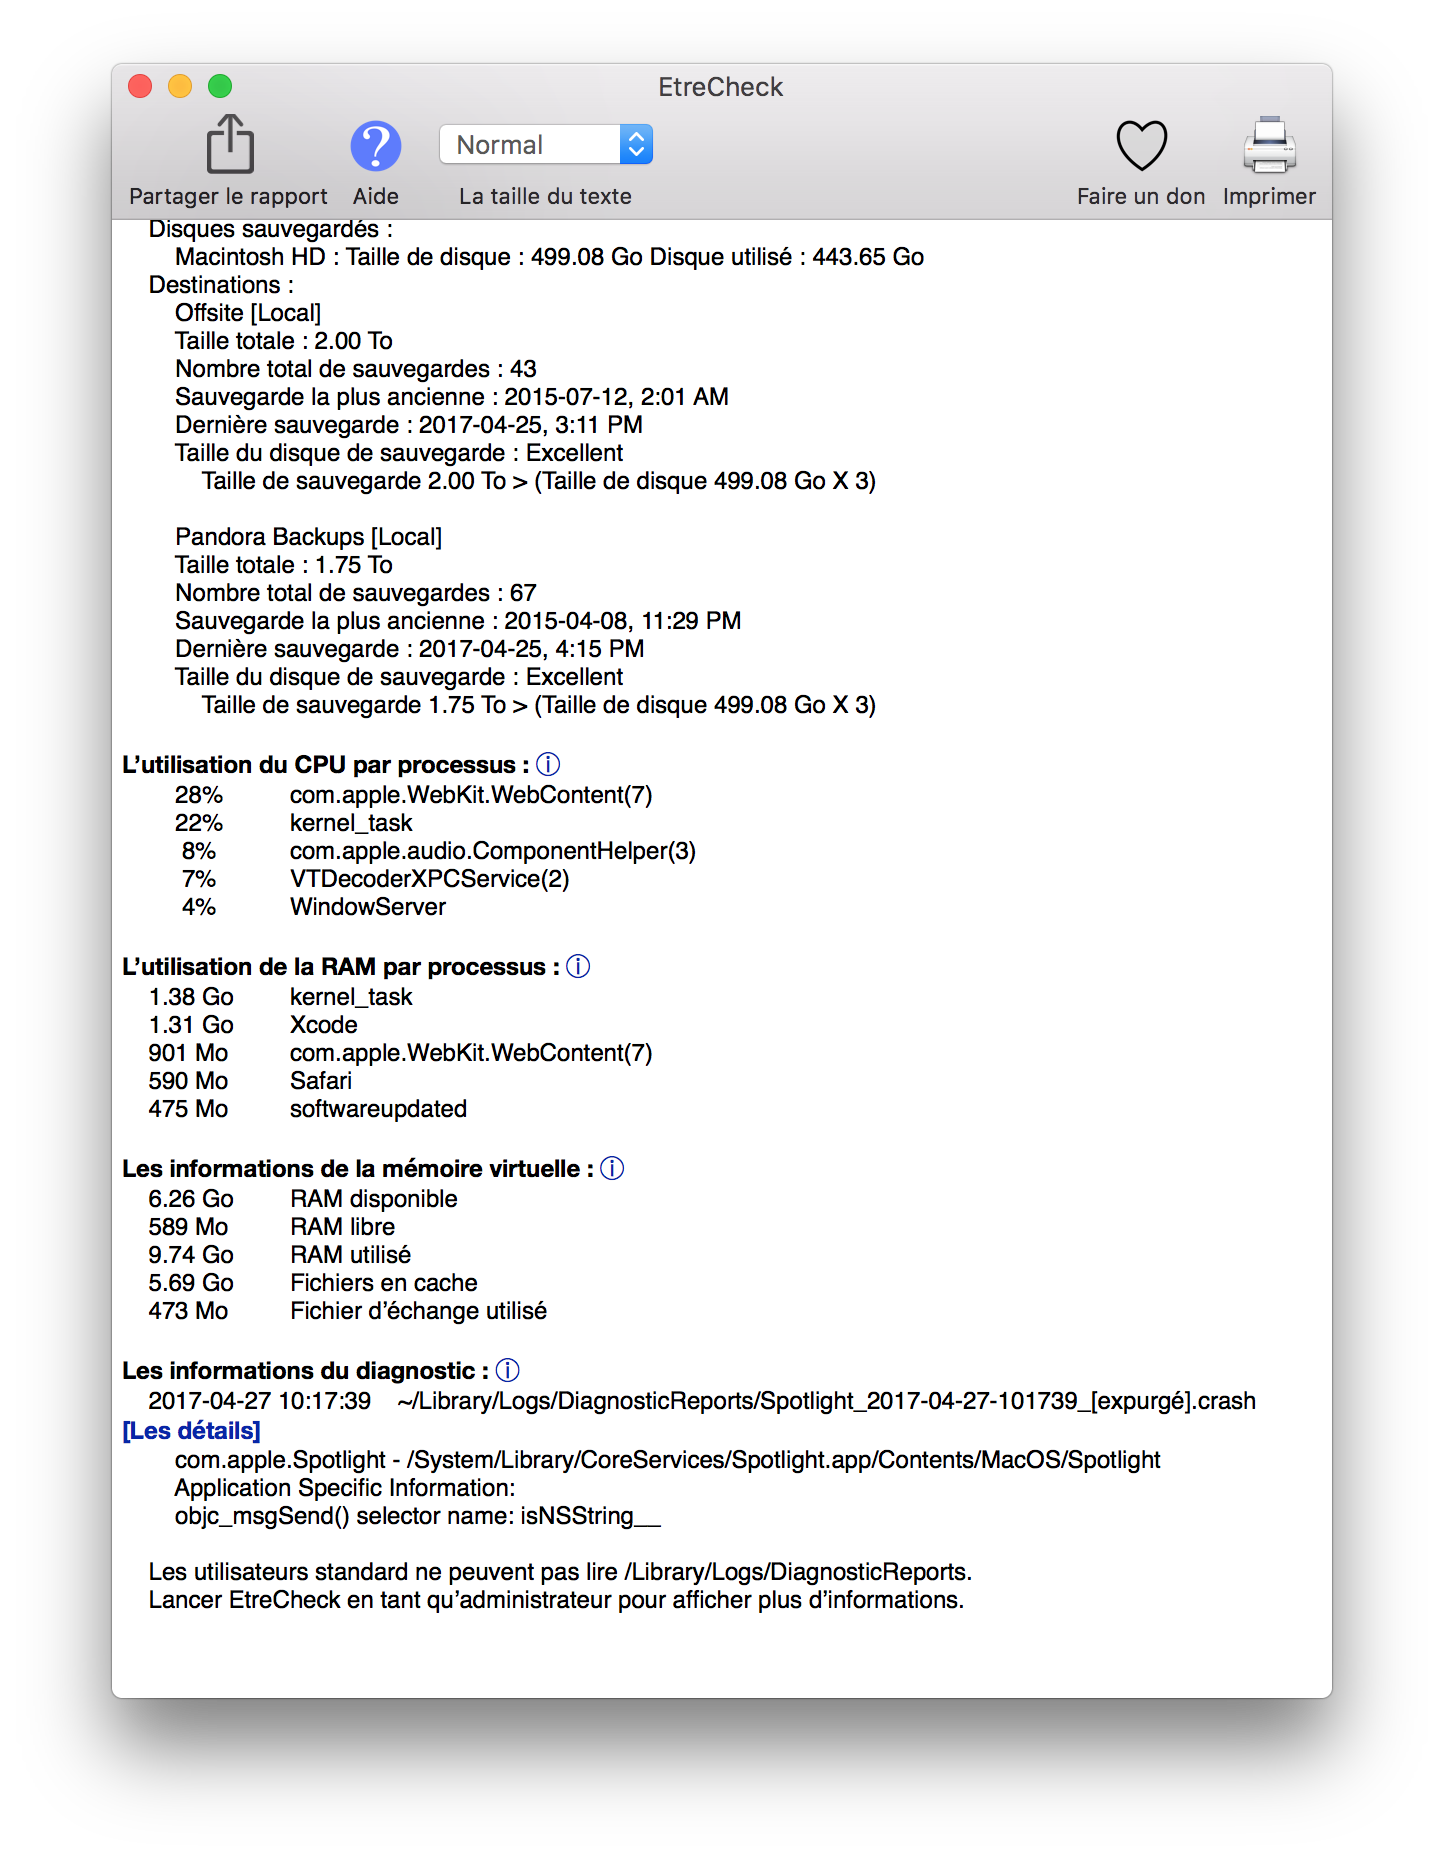 EtreCheck
Normal
Partager le rapport Aide La taille du texte Faire un don Imprimer
Disques sauvegardés :
Macintosh HD : Taille de disque : 499.08 Go Disque utilisé : 443.65 Go
Destinations :
Offsite [Local]
Taille totale : 2.00 To
Nombre total de sauvegardes : 43
Sauvegarde la plus ancienne : 2015-07-12, 2:01 AM
Dernière sauvegarde : 2017-04-25, 3:11 PM
Taille du disque de sauvegarde : Excellent
Taille de sauvegarde 2.00 To > (Taille de disque 499.08 Go X 3)
Pandora Backups [Local]
Taille totale : 1.75 To
Nombre total de sauvegardes : 67
Sauvegarde la plus ancienne : 2015-04-08, 11:29 PM
Dernière sauvegarde : 2017-04-25, 4:15 PM
Taille du disque de sauvegarde : Excellent
Taille de sauvegarde 1.75 To > (Taille de disque 499.08 Go X 3)
L’utilisation du CPU par processus : ⓘ
28% com.apple.WebKit.WebContent(7)
22% kernel_task
8% com.apple.audio.ComponentHelper(3)
7% VTDecoderXPCService(2)
4% WindowServer
L’utilisation de la RAM par processus : ⓘ
1.38 Go kernel_task
1.31 Go Xcode
901 Mo com.apple.WebKit.WebContent(7)
590 Mo Safari
475 Mo softwareupdated
Les informations de la mémoire virtuelle : ⓘ
6.26 Go RAM disponible
589 Mo RAM libre
9.74 Go RAM utilisé
5.69 Go Fichiers en cache
473 Mo Fichier d’échange utilisé
Les informations du diagnostic : ⓘ
2017-04-27 10:17:39 ~/Library/Logs/DiagnosticReports/Spotlight_2017-04-27-101739_[expurgé].crash
[Les détails]
com.apple.Spotlight - /System/Library/CoreServices/Spotlight.app/Contents/MacOS/Spotlight
Application Specific Information:
objc_msgSend() selector name: isNSString__
Les utilisateurs standard ne peuvent pas lire /Library/Logs/DiagnosticReports.
Lancer EtreCheck en tant qu’administrateur pour afficher plus d’informations.